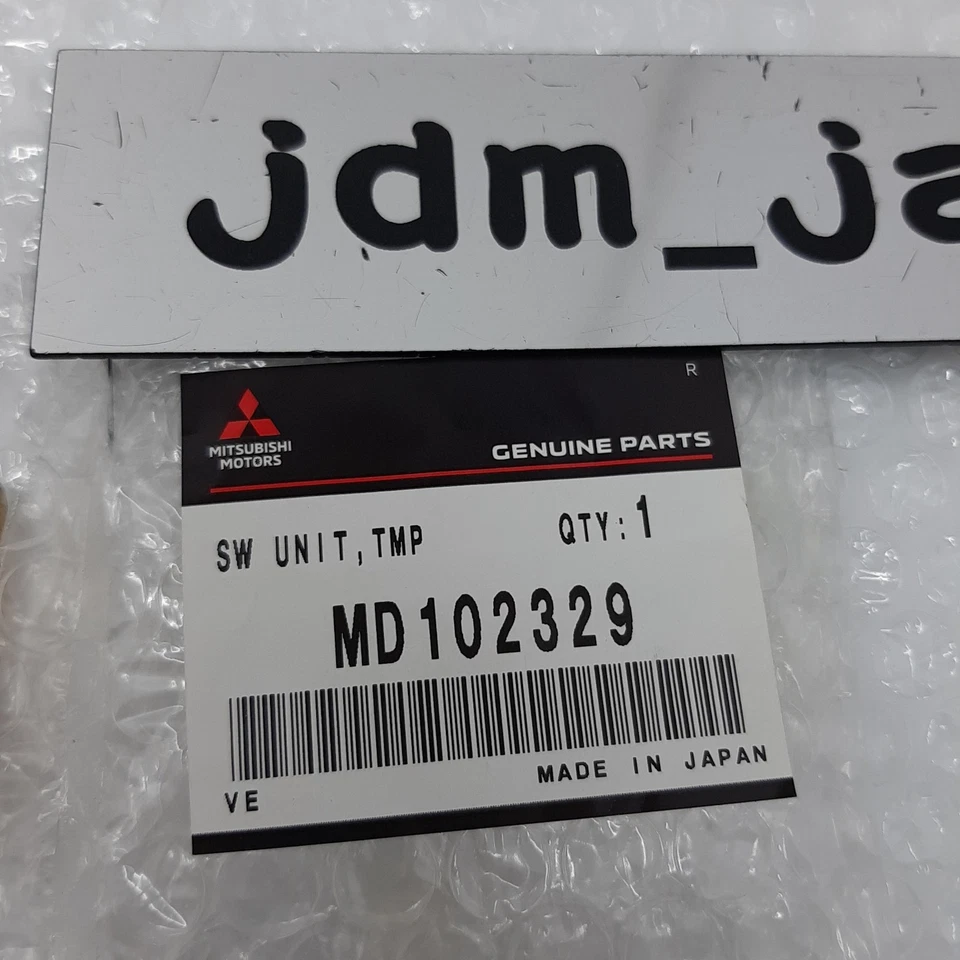 jdm_ja
R
MITSUBISHI
MOTORS
GENUINE PARTS
SW UNIT,TMP QTY:1
MD102329
VE MADE IN JAPAN